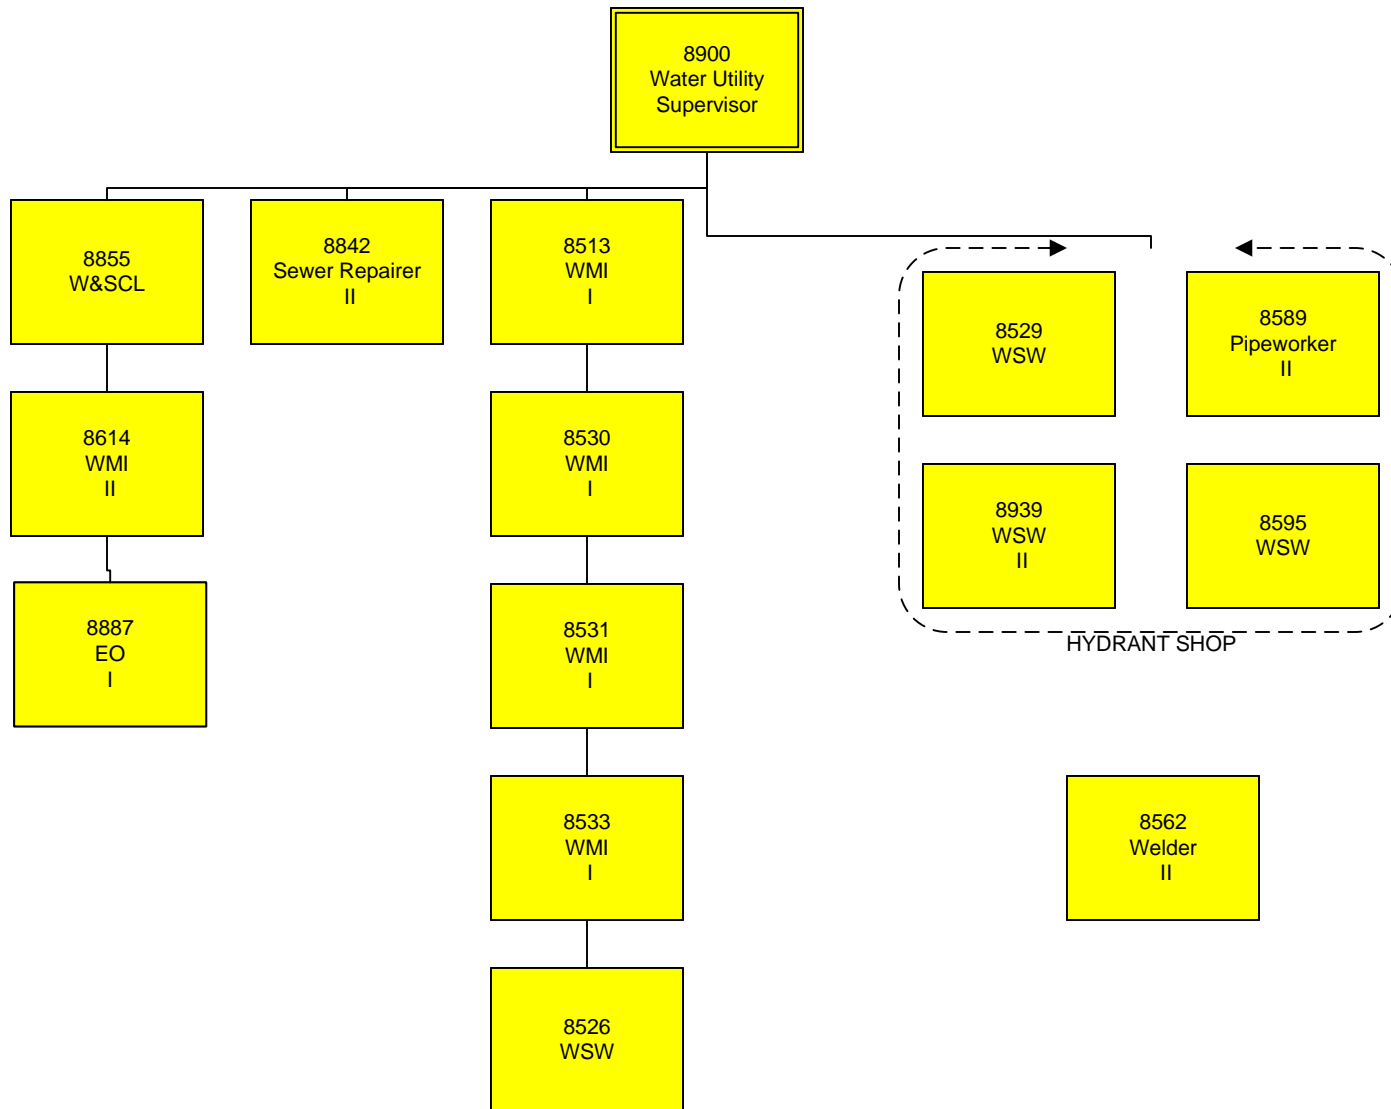 8900
Water Utility
Supervisor
8855
W&SCL
8842
Sewer Repairer
II
8513
WMI
I
8529
WSW
8589
Pipeworker
II
8614
WMI
II
8530
WMI
I
8939
WSW
II
8595
WSW
8887
EO
I
8531
WMI
I
HYDRANT SHOP
8533
WMI
I
8562
Welder
II
8526
WSW